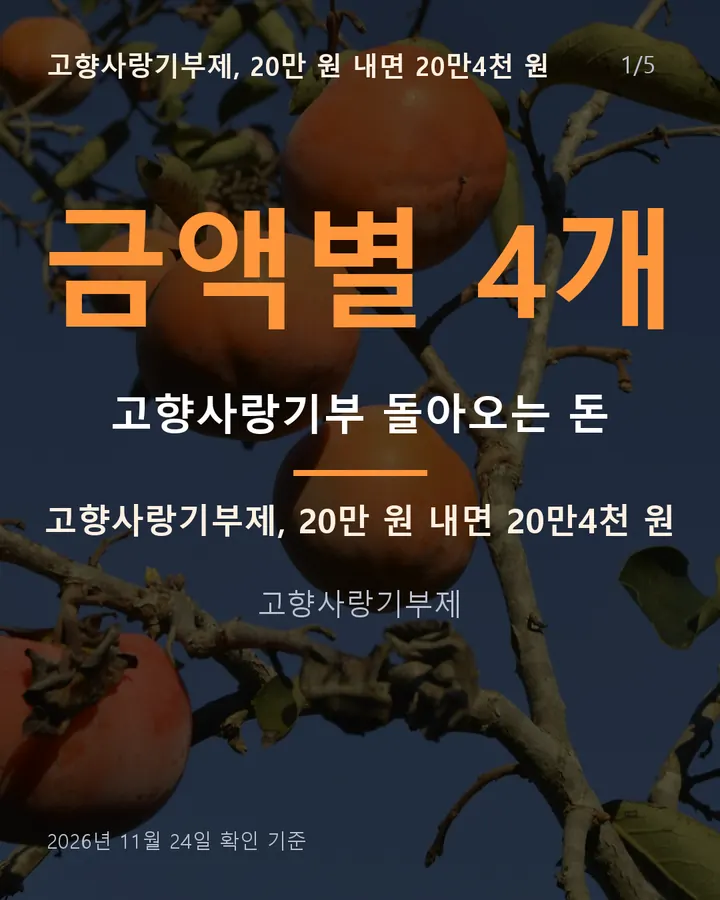 고향사랑기부제, 20만 원 내면 20만4천 원
1/5
금액별 4개
고향사랑기부 돌아오는 돈
고향사랑기부제, 20만 원 내면 20만4천 원
고향사랑기부제
2026년 11월 24일 확인 기준